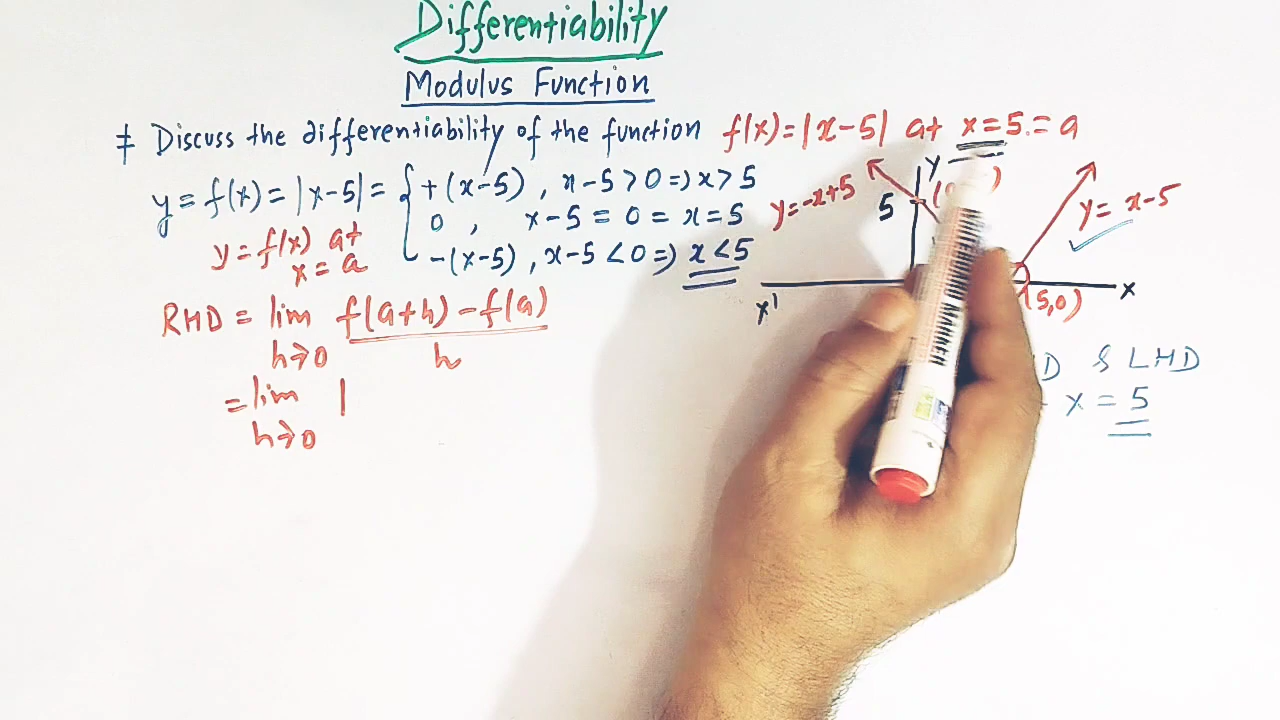 Differentiability
Modulus Function
# Discuss the differentiability of the function f(x) = |x-5| at x = 5 = a
y = f(x) = |x-5| = { +(x-5) , x-5 > 0 => x > 5
0 , x-5 = 0 = x = 5
-(x-5) , x-5 < 0 => x < 5
y = f(x) at
x = a
RHD = lim f(a+h) - f(a)
h→0 h
= lim |
h→0
y = -x+5
5
Y
y = x-5
X'
X
(5,0)
D & LHD
x = 5